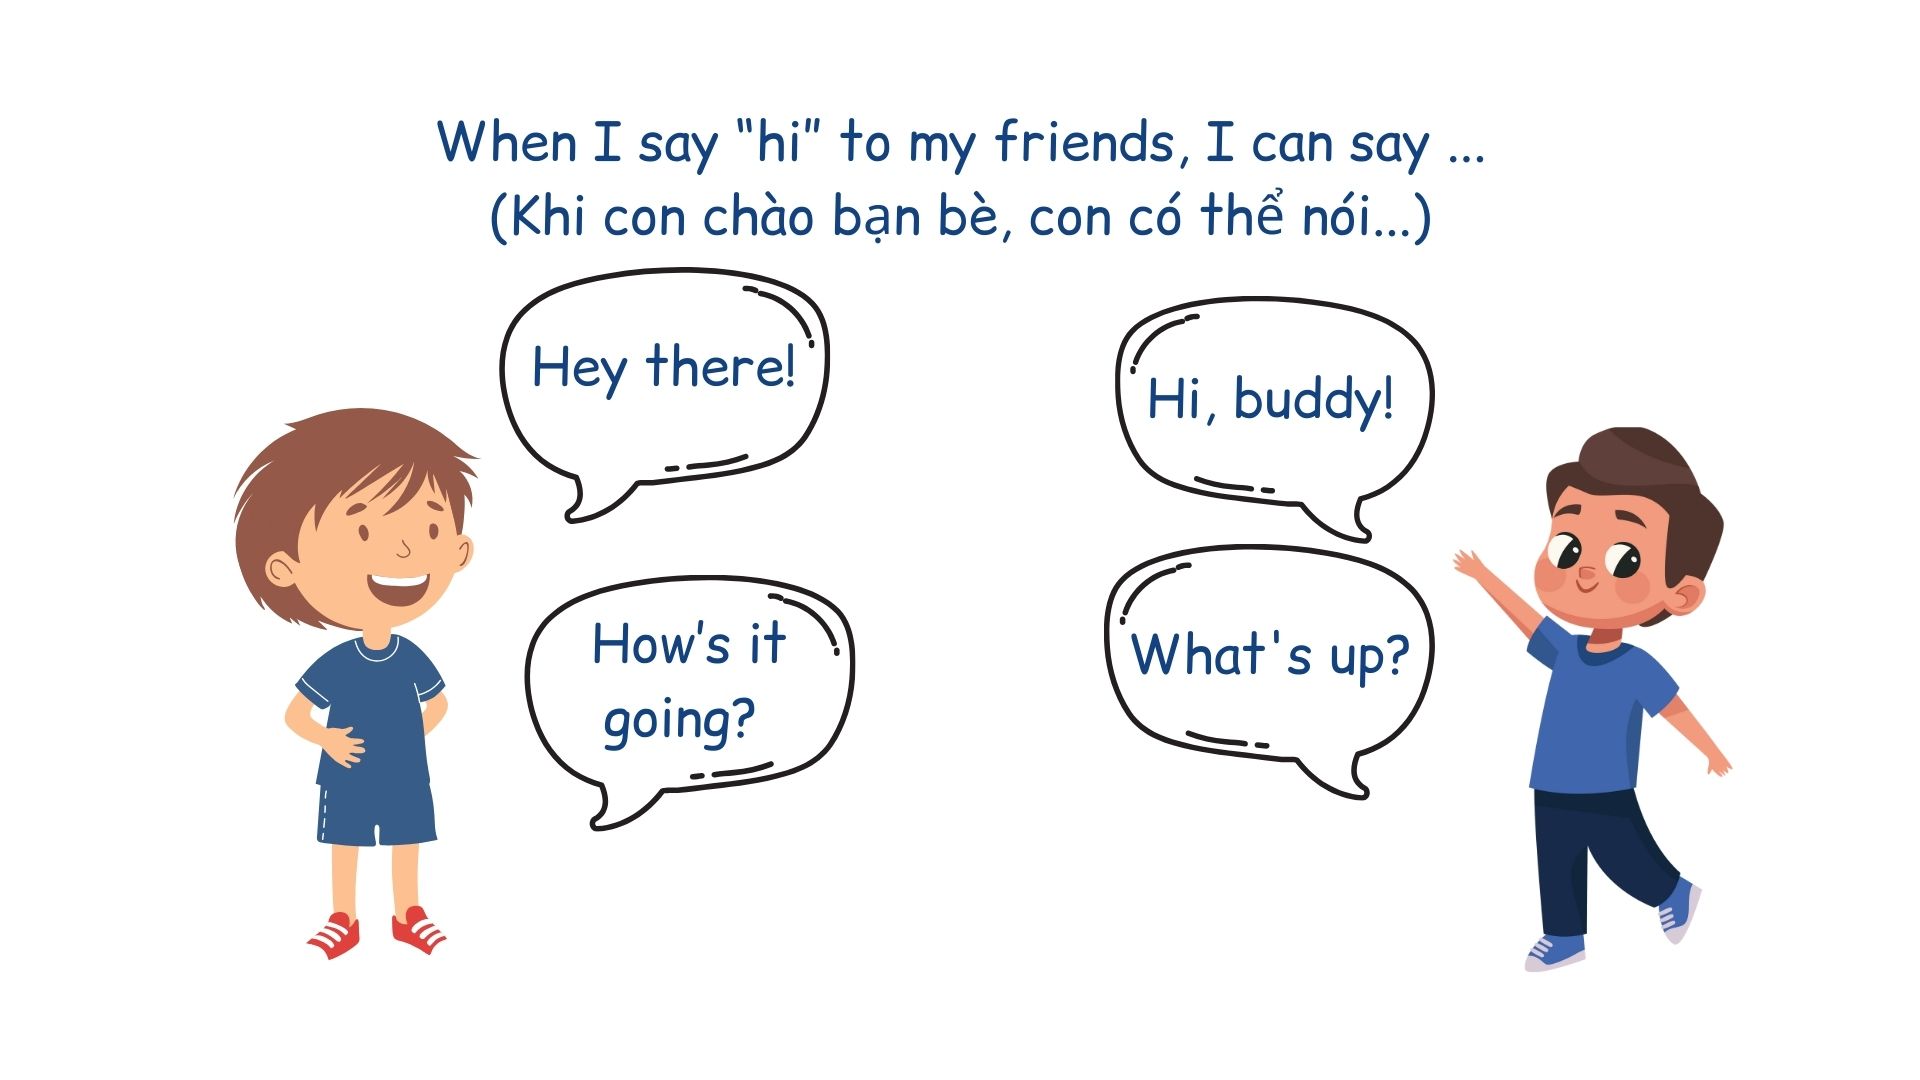 When I say “hi” to my friends, I can say ...
(Khi con chào bạn bè, con có thể nói...)
Hey there!
Hi, buddy!
How's it
going?
What's up?